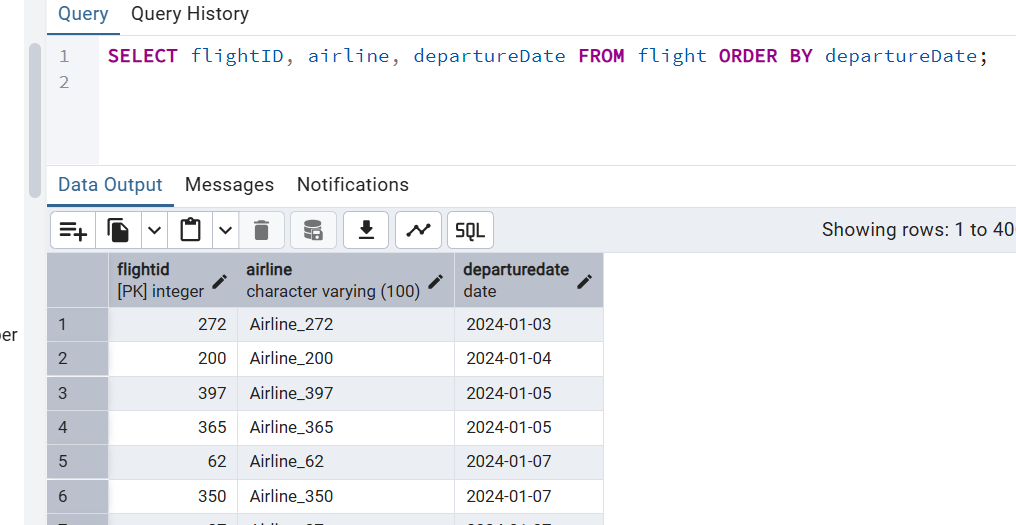 Query Query History
1 SELECT flightID, airline, departureDate FROM flight ORDER BY departureDate;
2
Data Output Messages Notifications
SQL Showing rows: 1 to 40
flightid airline departuredate
[PK] integer character varying (100) date
1 272 Airline_272 2024-01-03
2 200 Airline_200 2024-01-04
3 397 Airline_397 2024-01-05
4 365 Airline_365 2024-01-05
5 62 Airline_62 2024-01-07
6 350 Airline_350 2024-01-07